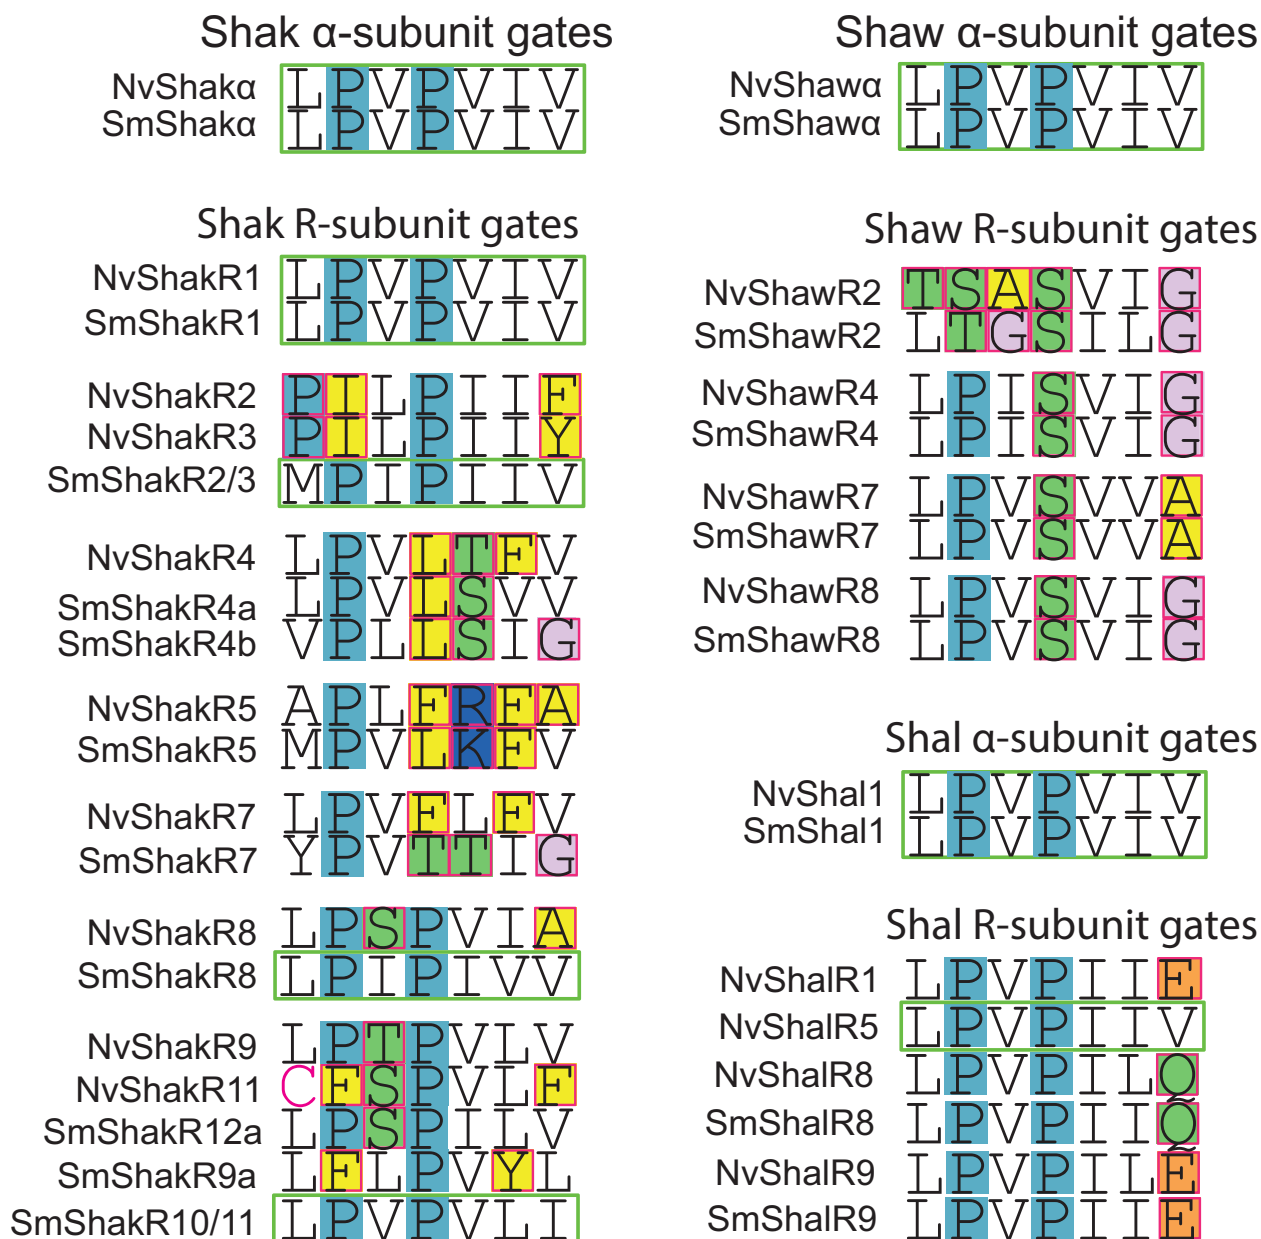 Shak α-subunit gates
NvShakα LPVPVIV
SmShakα LPVPVIV
Shak R-subunit gates
NvShakR1 LPVPVIV
SmShakR1 LPVPVIV
NvShakR2 PILPIIF
NvShakR3 PILPIIY
SmShakR2/3 MPIPIIV
NvShakR4 LPVLTFV
SmShakR4a LPVLSVV
SmShakR4b VPLLSIG
NvShakR5 APLFRFA
SmShakR5 MPVLKFV
NvShakR7 LPVFLFV
SmShakR7 YPVTTIG
NvShakR8 LPSPVIA
SmShakR8 LPIPIVV
NvShakR9 LPTPVLV
NvShakR11 CFSPVLF
SmShakR12a LPSPILV
SmShakR9a LFLPVYL
SmShakR10/11 LPVPVLI
Shaw α-subunit gates
NvShawα LPVPVIV
SmShawα LPVPVIV
Shaw R-subunit gates
NvShawR2 TSASVIG
SmShawR2 LTGSILG
NvShawR4 LPISVIG
SmShawR4 LPISVIG
NvShawR7 LPVSVVA
SmShawR7 LPVSVVA
NvShawR8 LPVSVIG
SmShawR8 LPVSVIG
Shal α-subunit gates
NvShal1 LPVPVIV
SmShal1 LPVPVIV
Shal R-subunit gates
NvShalR1 LPVPIIE
NvShalR5 LPVPIIV
NvShalR8 LPVPILQ
SmShalR8 LPVPIIQ
NvShalR9 LPVPILE
SmShalR9 LPVPIIE